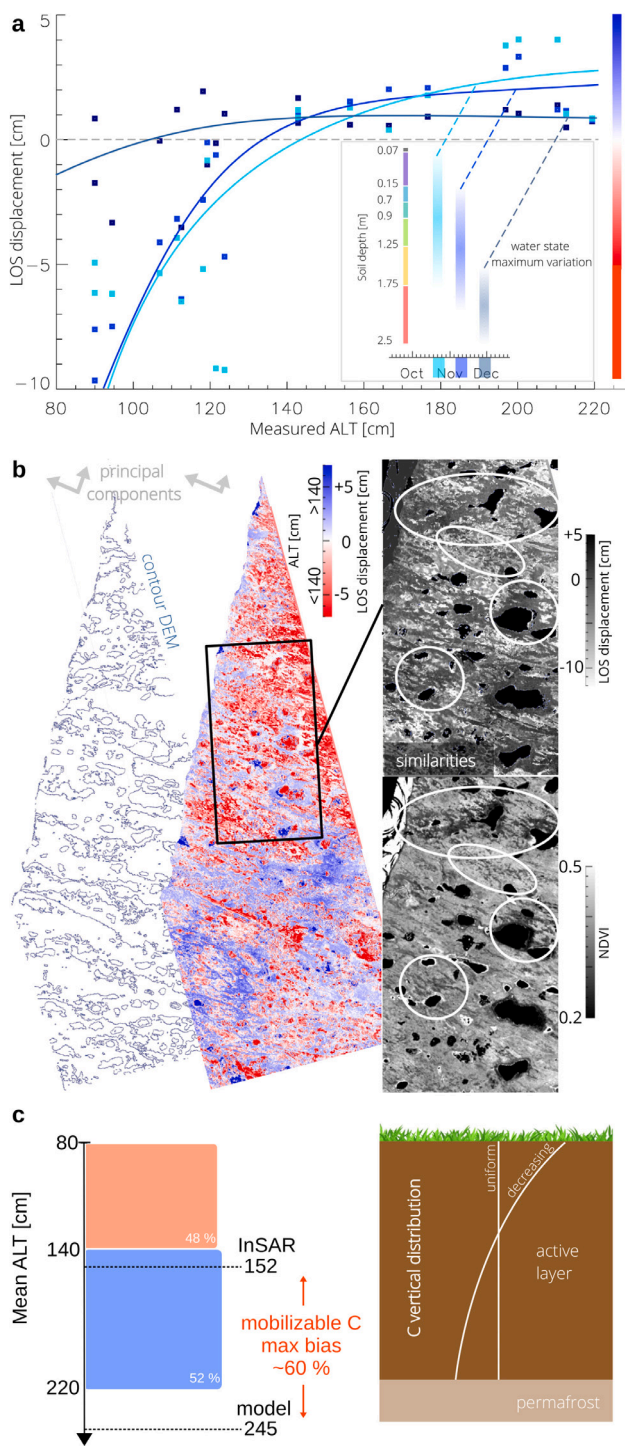 a
5
0
−5
−10
LOS displacement [cm]
80
100
120
140
160
180
200
220
Measured ALT [cm]
0.07
0.15
0.7
0.9
1.25
1.75
2.5
Soil depth [m]
Oct
Nov
Dec
water state
maximum variation
b
principal
components
contour DEM
<140
>140
ALT [cm]
+5
0
-5
LOS displacement [cm]
+5
0
-10
LOS displacement [cm]
similarities
0.5
0.2
NDVI
c
80
140
220
Mean ALT [cm]
48 %
52 %
InSAR
152
mobilizable C
max bias
~60 %
model
245
C vertical distribution
uniform
decreasing
active
layer
permafrost